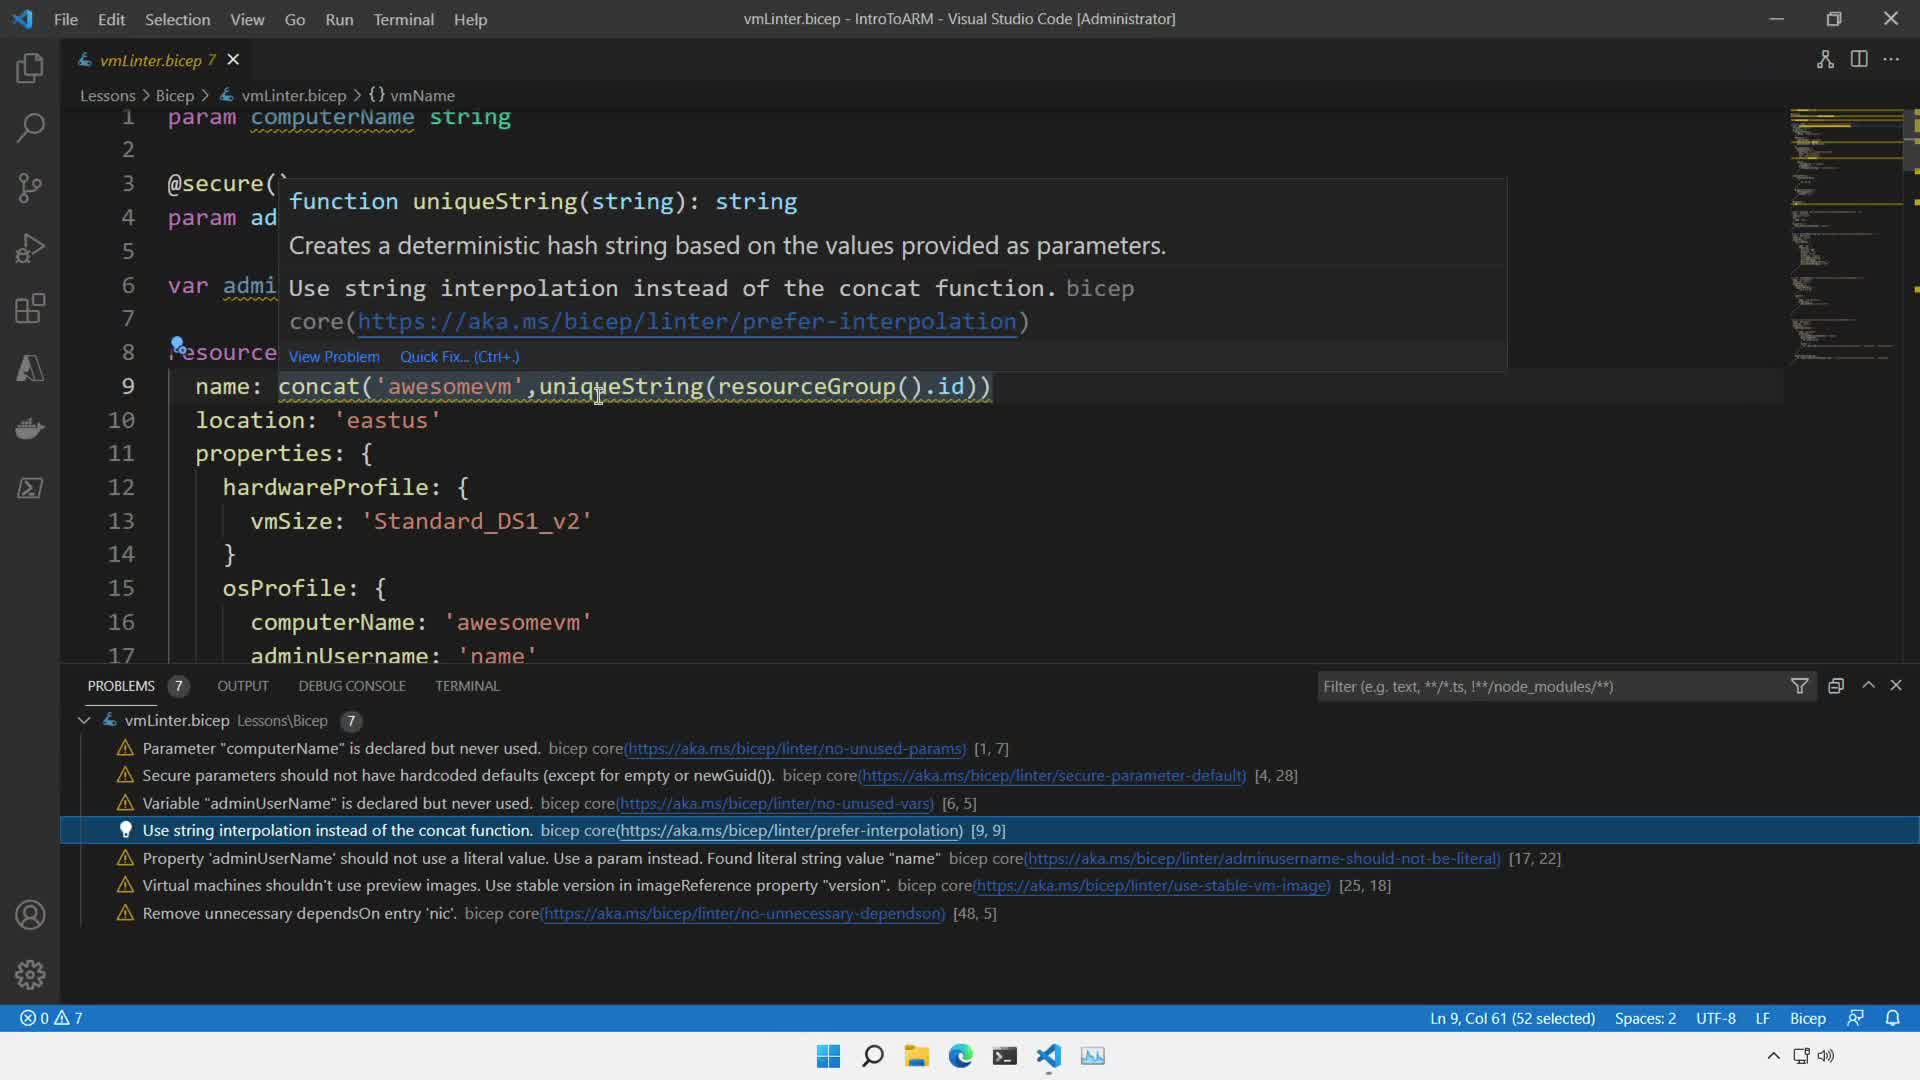 File Edit Selection View Go Run Terminal Help
vmLinter.bicep - IntroToARM - Visual Studio Code [Administrator]
vmLinter.bicep 7
Lessons > Bicep > vmLinter.bicep > {} vmName
1 param computerName string
2
3 @secure()
4 param ad
5
6 var admi
7
8 resource
function uniqueString(string): string
Creates a deterministic hash string based on the values provided as parameters.
Use string interpolation instead of the concat function. bicep
core(https://aka.ms/bicep/linter/prefer-interpolation)
View Problem Quick Fix... (Ctrl+.)
9 name: concat('awesomevm',uniqueString(resourceGroup().id))
10 location: 'eastus'
11 properties: {
12 hardwareProfile: {
13 vmSize: 'Standard_DS1_v2'
14 }
15 osProfile: {
16 computerName: 'awesomevm'
17 adminUsername: 'name'
PROBLEMS 7 OUTPUT DEBUG CONSOLE TERMINAL
Filter (e.g. text, **/*.ts, !**/node_modules/**)
vmLinter.bicep Lessons\Bicep 7
Parameter "computerName" is declared but never used. bicep core(https://aka.ms/bicep/linter/no-unused-params) [1, 7]
Secure parameters should not have hardcoded defaults (except for empty or newGuid()). bicep core(https://aka.ms/bicep/linter/secure-parameter-default) [4, 28]
Variable "adminUserName" is declared but never used. bicep core(https://aka.ms/bicep/linter/no-unused-vars) [6, 5]
Use string interpolation instead of the concat function. bicep core(https://aka.ms/bicep/linter/prefer-interpolation) [9, 9]
Property 'adminUserName' should not use a literal value. Use a param instead. Found literal string value "name" bicep core(https://aka.ms/bicep/linter/adminusername-should-not-be-literal) [17, 22]
Virtual machines shouldn't use preview images. Use stable version in imageReference property "version". bicep core(https://aka.ms/bicep/linter/use-stable-vm-image) [25, 18]
Remove unnecessary dependsOn entry 'nic'. bicep core(https://aka.ms/bicep/linter/no-unnecessary-dependson) [48, 5]
0 7
Ln 9, Col 61 (52 selected) Spaces: 2 UTF-8 LF Bicep